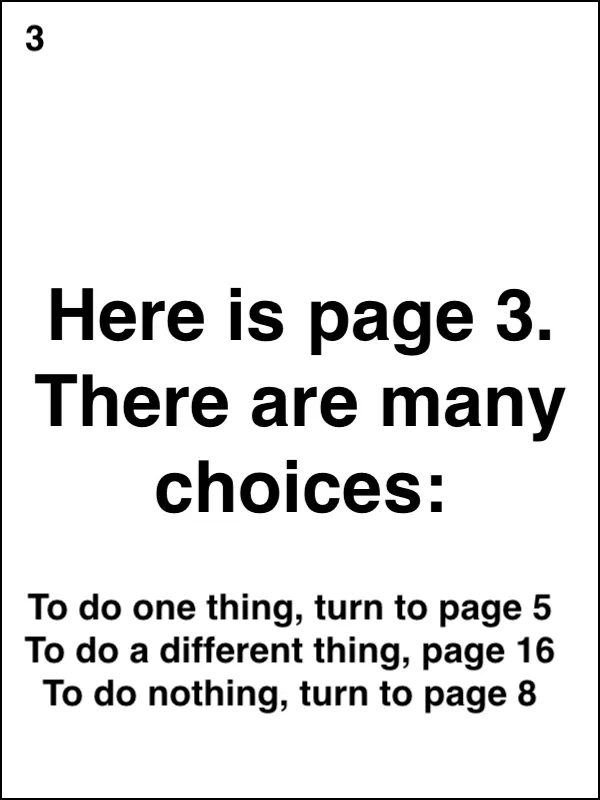 3
Here is page 3.
There are many
choices:
To do one thing, turn to page 5
To do a different thing, page 16
To do nothing, turn to page 8